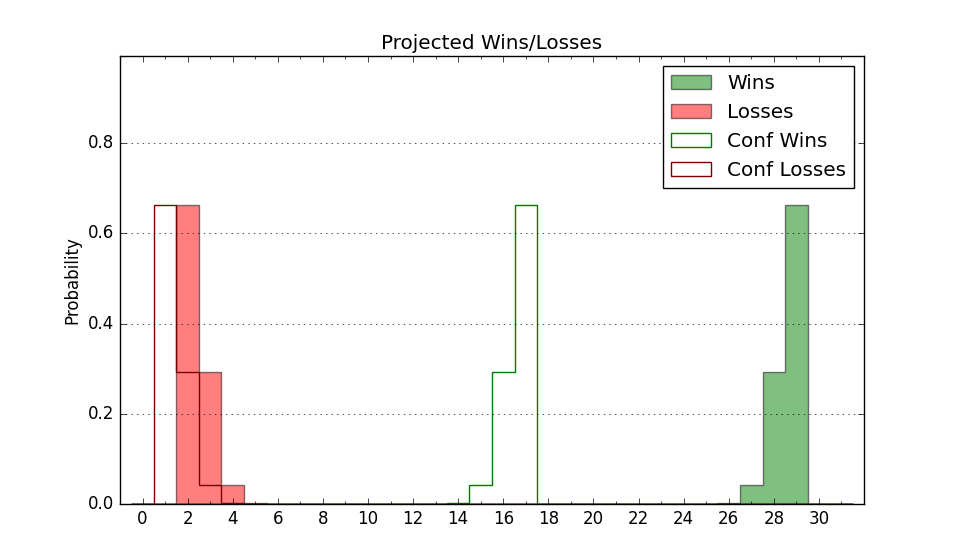 Projected Wins/Losses
Wins
Losses
Conf Wins
Conf Losses
Probability
0.8
0.6
0.4
0.2
0.0
0 2 4 6 8 10 12 14 16 18 20 22 24 26 28 30